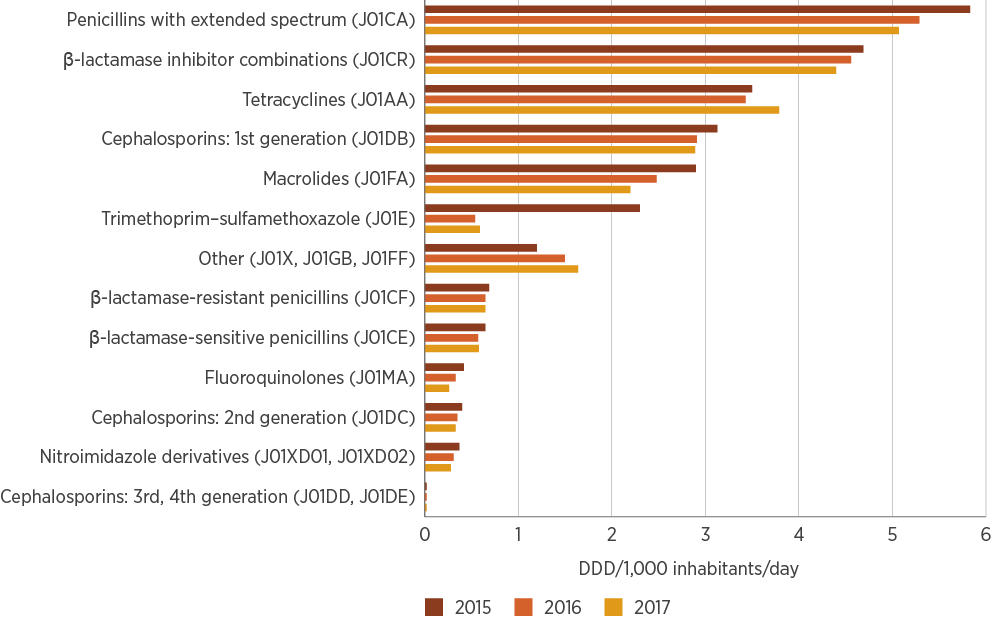 Penicillins with extended spectrum (J01CA)
β-lactamase inhibitor combinations (J01CR)
Tetracyclines (J01AA)
Cephalosporins: 1st generation (J01DB)
Macrolides (J01FA)
Trimethoprim–sulfamethoxazole (J01E)
Other (J01X, J01GB, J01FF)
β-lactamase-resistant penicillins (J01CF)
β-lactamase-sensitive penicillins (J01CE)
Fluoroquinolones (J01MA)
Cephalosporins: 2nd generation (J01DC)
Nitroimidazole derivatives (J01XD01, J01XD02)
Cephalosporins: 3rd, 4th generation (J01DD, J01DE)
0 1 2 3 4 5 6
DDD/1,000 inhabitants/day
2015 2016 2017